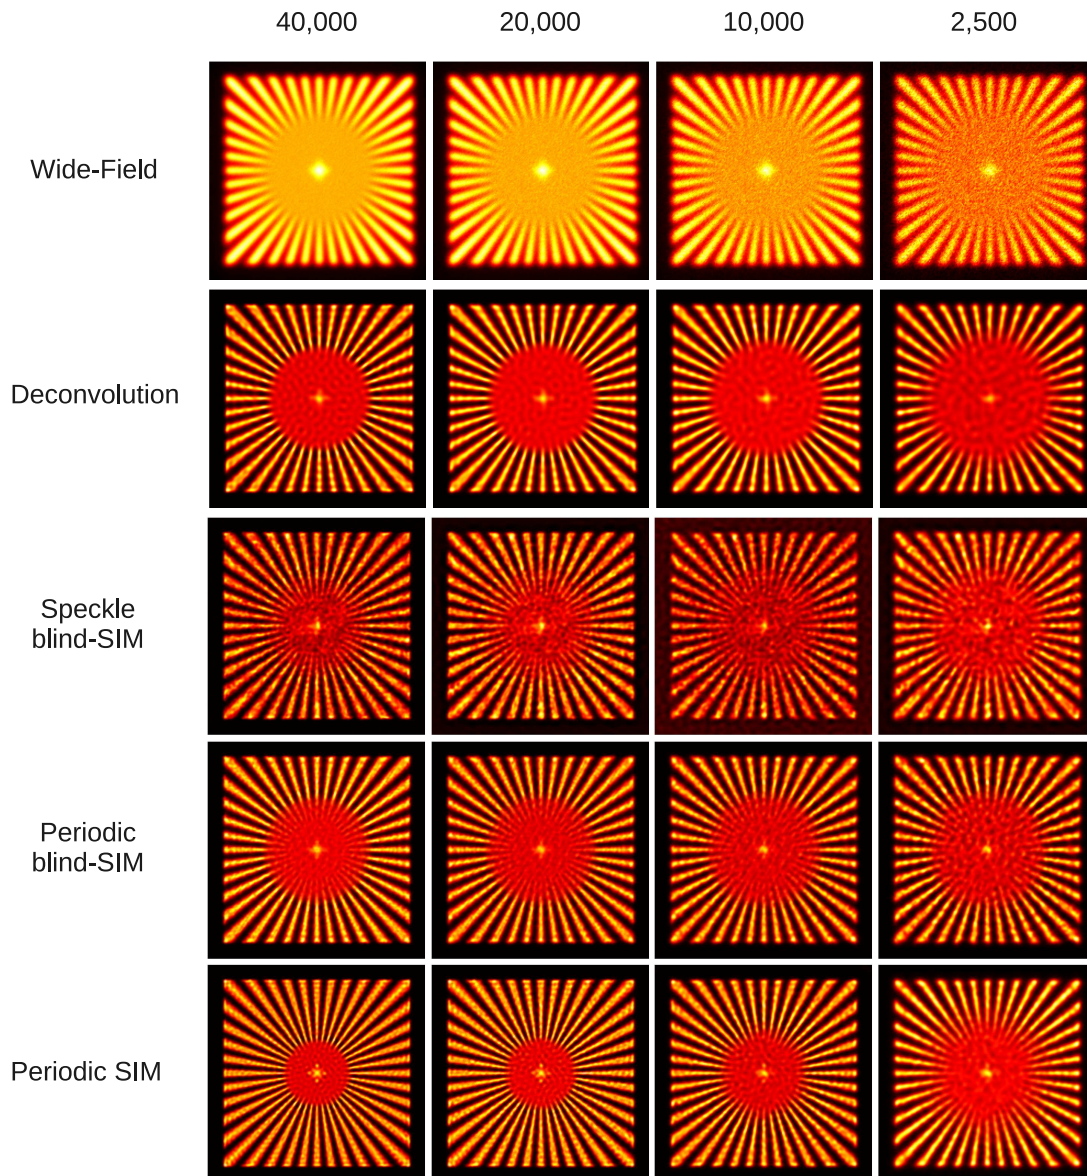 40,000 20,000 10,000 2,500
Wide-Field
Deconvolution
Speckle
blind-SIM
Periodic
blind-SIM
Periodic SIM